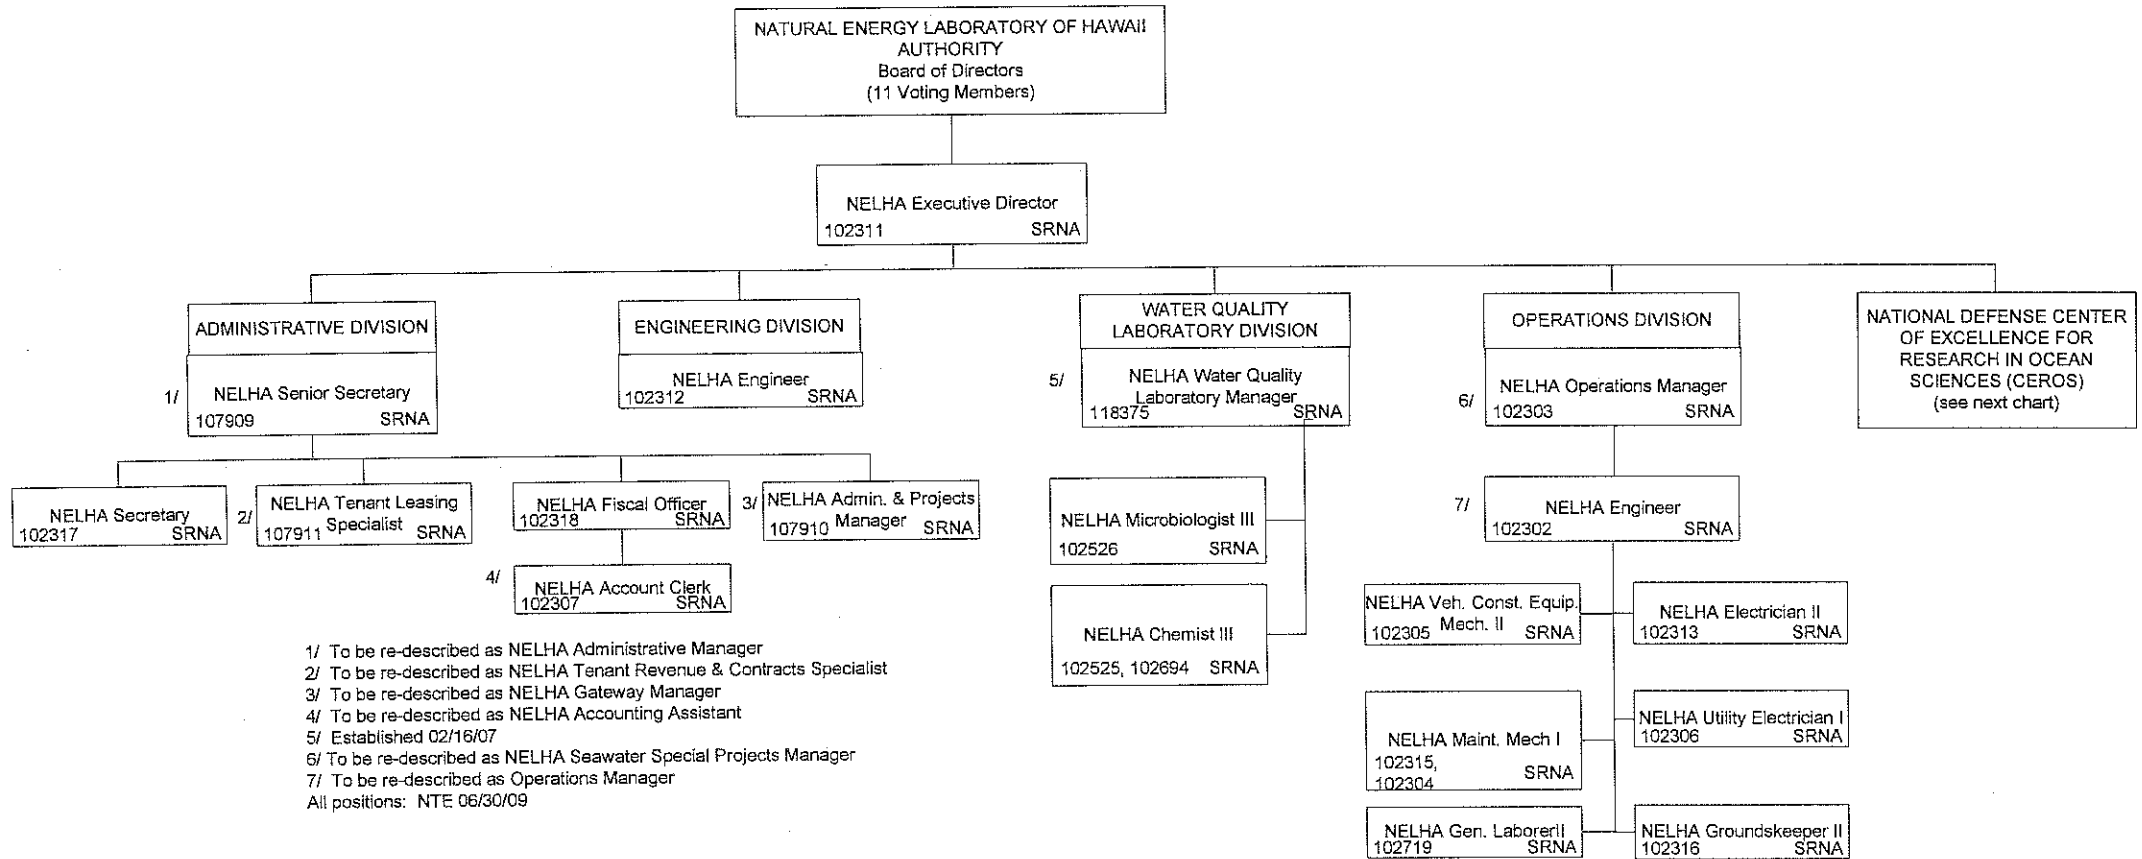 NATURAL ENERGY LABORATORY OF HAWAII
AUTHORITY
Board of Directors
(11 Voting Members)
NELHA Executive Director
102311 SRNA
ADMINISTRATIVE DIVISION
1/
NELHA Senior Secretary
107909 SRNA
ENGINEERING DIVISION
NELHA Engineer
102312 SRNA
WATER QUALITY
LABORATORY DIVISION
5/
NELHA Water Quality
Laboratory Manager
118375 SRNA
OPERATIONS DIVISION
6/
NELHA Operations Manager
102303 SRNA
NATIONAL DEFENSE CENTER
OF EXCELLENCE FOR
RESEARCH IN OCEAN
SCIENCES (CEROS)
(see next chart)
NELHA Secretary
102317 SRNA
2/
NELHA Tenant Leasing
Specialist
107911 SRNA
NELHA Fiscal Officer
102318 SRNA
3/
NELHA Admin. & Projects
Manager
107910 SRNA
4/
NELHA Account Clerk
102307 SRNA
NELHA Microbiologist III
102526 SRNA
NELHA Chemist III
102525, 102694 SRNA
7/
NELHA Engineer
102302 SRNA
NELHA Veh. Const. Equip.
Mech. II
102305 SRNA
NELHA Electrician II
102313 SRNA
NELHA Maint. Mech I
102315,
102304 SRNA
NELHA Utility Electrician I
102306 SRNA
NELHA Gen. LaborerII
102719 SRNA
NELHA Groundskeeper II
102316 SRNA
1/ To be re-described as NELHA Administrative Manager
2/ To be re-described as NELHA Tenant Revenue & Contracts Specialist
3/ To be re-described as NELHA Gateway Manager
4/ To be re-described as NELHA Accounting Assistant
5/ Established 02/16/07
6/ To be re-described as NELHA Seawater Special Projects Manager
7/ To be re-described as Operations Manager
All positions: NTE 06/30/09